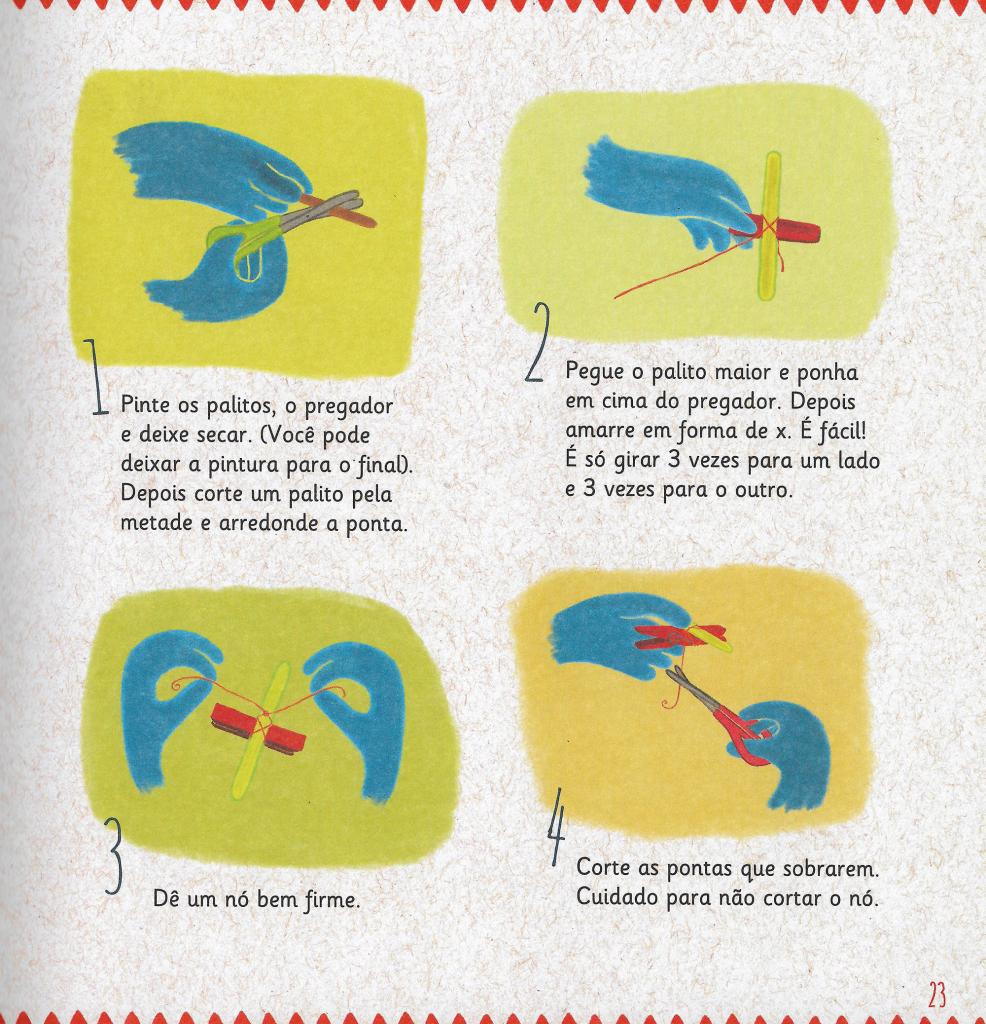 1
Pinte os palitos, o pregador
e deixe secar. (Você pode
deixar a pintura para o final).
Depois corte um palito pela
metade e arredonde a ponta.
2
Pegue o palito maior e ponha
em cima do pregador. Depois
amarre em forma de x. É fácil!
É só girar 3 vezes para um lado
e 3 vezes para o outro.
3
Dê um nó bem firme.
4
Corte as pontas que sobrarem.
Cuidado para não cortar o nó.
23